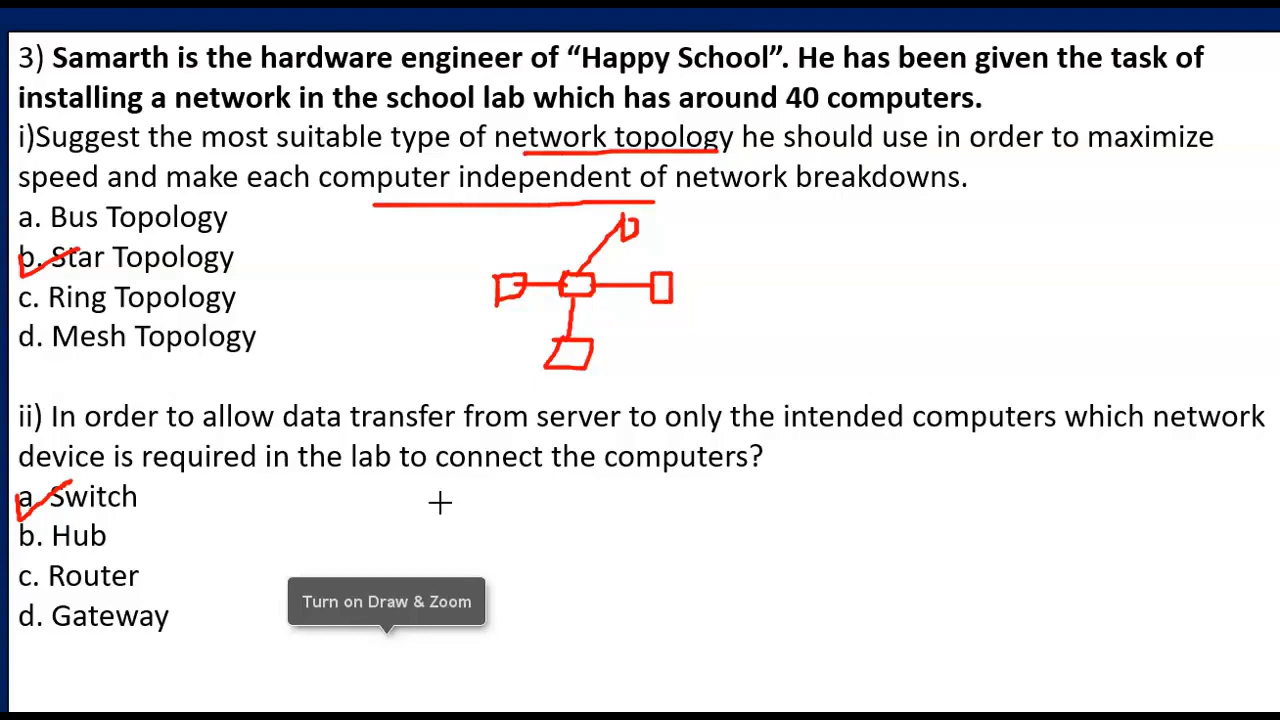 3) Samarth is the hardware engineer of “Happy School”. He has been given the task of
installing a network in the school lab which has around 40 computers.
i)Suggest the most suitable type of network topology he should use in order to maximize
speed and make each computer independent of network breakdowns.
a. Bus Topology
b. Star Topology
c. Ring Topology
d. Mesh Topology
ii) In order to allow data transfer from server to only the intended computers which network
device is required in the lab to connect the computers?
a. Switch
b. Hub
c. Router
d. Gateway
Turn on Draw & Zoom